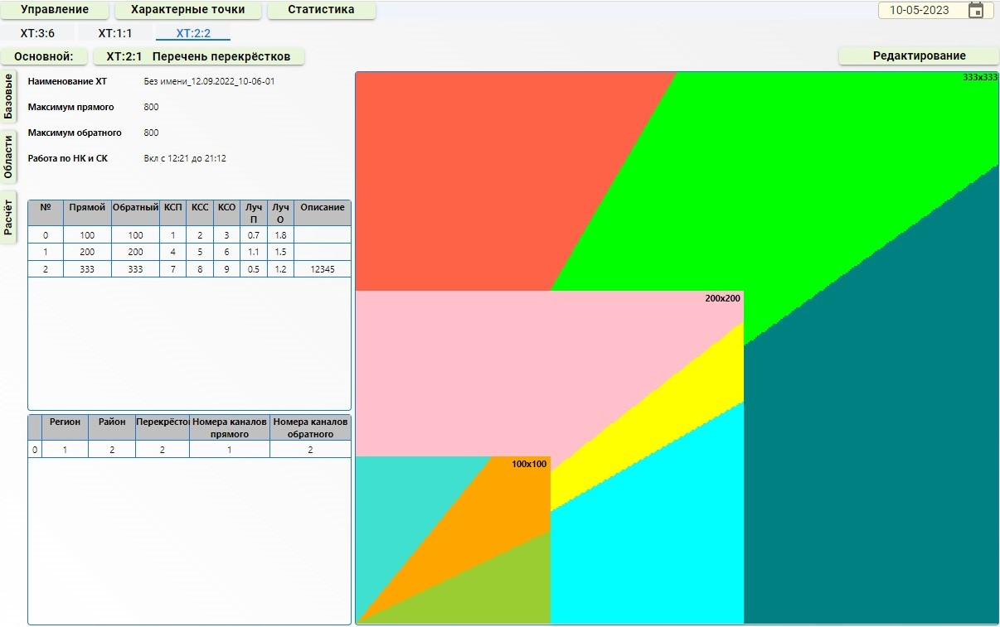 Управление Характерные точки Статистика 10-05-2023
ХТ:3:6 ХТ:1:1 ХТ:2:2
Основной: ХТ:2:1 Перечень перекрёстков Редактирование
Базовые
Области
Расчёт
Наименование ХТ Без имени_12.09.2022_10-06-01
Максимум прямого 800
Максимум обратного 800
Работа по НК и СК Вкл с 12:21 до 21:12
№ Прямой Обратный КСП КСС КСО Луч П Луч О Описание
0 100 100 1 2 3 0.7 1.8
1 200 200 4 5 6 1.1 1.5
2 333 333 7 8 9 0.5 1.2 12345
Регион Район Перекрёсто Номера каналов прямого Номера каналов обратного
0 1 2 2 1 2
333x333
200x200
100x100